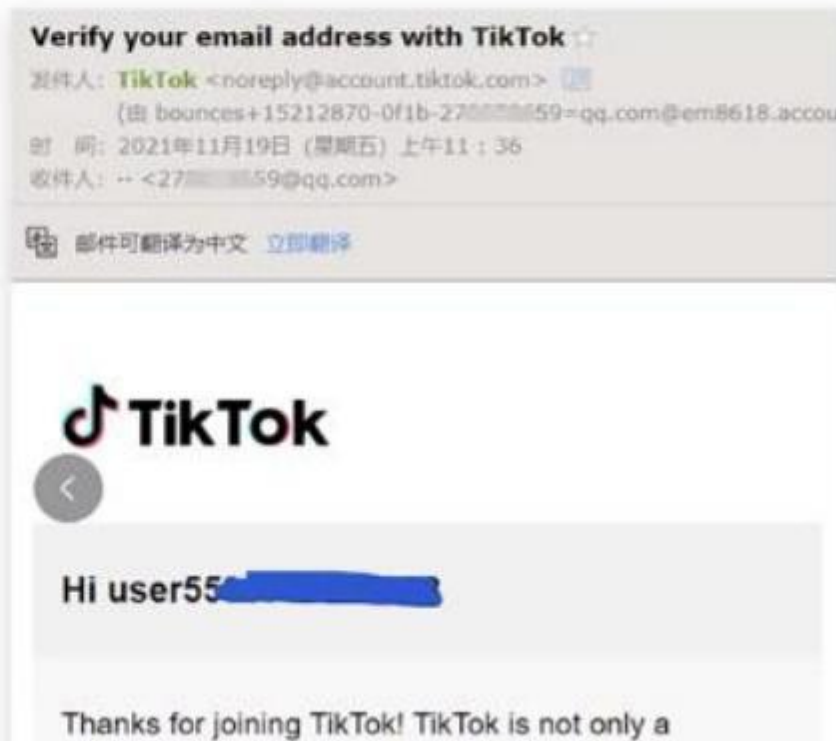 Verify your email address with TikTok
发件人: TikTok <noreply@account.tiktok.com>
(由 bounces+15212870-0f1b-27 59=qq.com@em8618.accou
时 间: 2021年11月19日 (星期五) 上午11:36
收件人: -- <27 59@qq.com>
邮件可翻译为中文 立即翻译
TikTok
Hi user55
Thanks for joining TikTok! TikTok is not only a